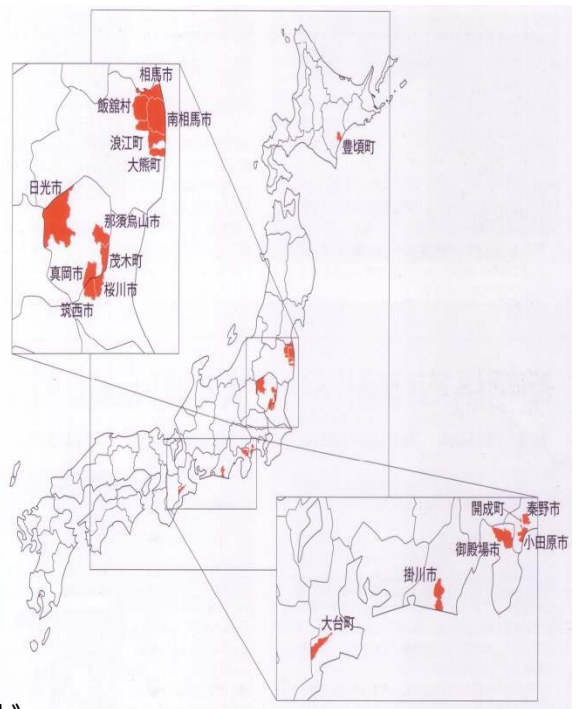 相馬市
飯舘村
南相馬市
浪江町
大熊町
豊頃町
日光市
那須烏山市
茂木町
真岡市
桜川市
筑西市
開成町
秦野市
御殿場市
小田原市
掛川市
大台町